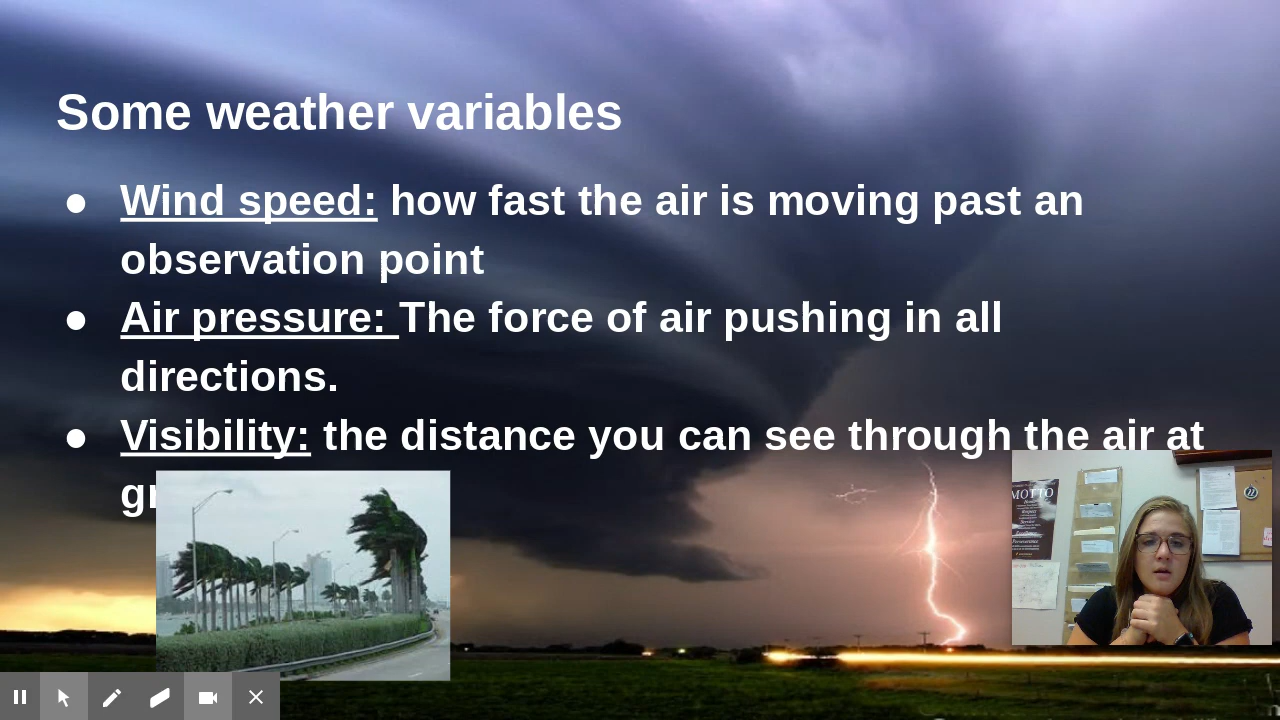 Some weather variables
● Wind speed: how fast the air is moving past an
observation point
● Air pressure: The force of air pushing in all
directions.
● Visibility: the distance you can see through the air at
MOTTO